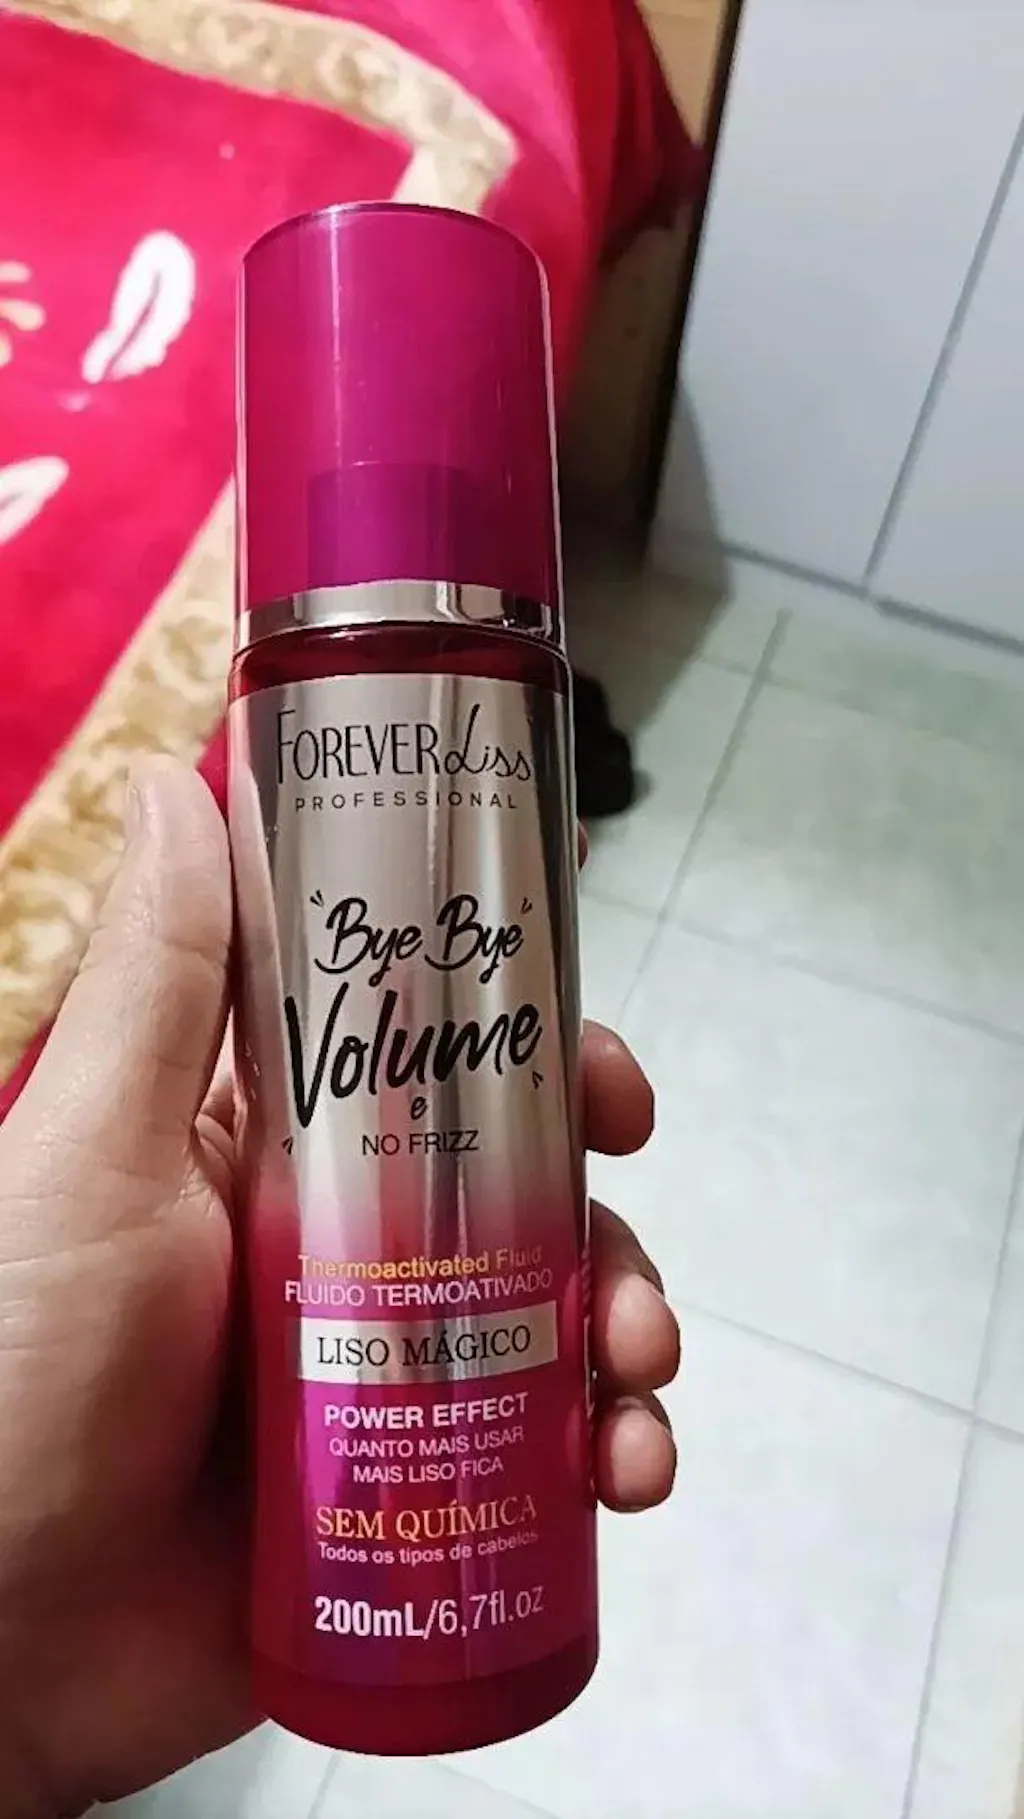 FOREVER Liss
PROFESSIONAL
"Bye Bye
Volume"
e
NO FRIZZ
Thermoactivated Fluid
FLUIDO TERMOATIVADO
LISO MÁGICO
POWER EFFECT
QUANTO MAIS USAR
MAIS LISO FICA
SEM QUÍMICA
Todos os tipos de cabelos
200mL/6,7fl.oz